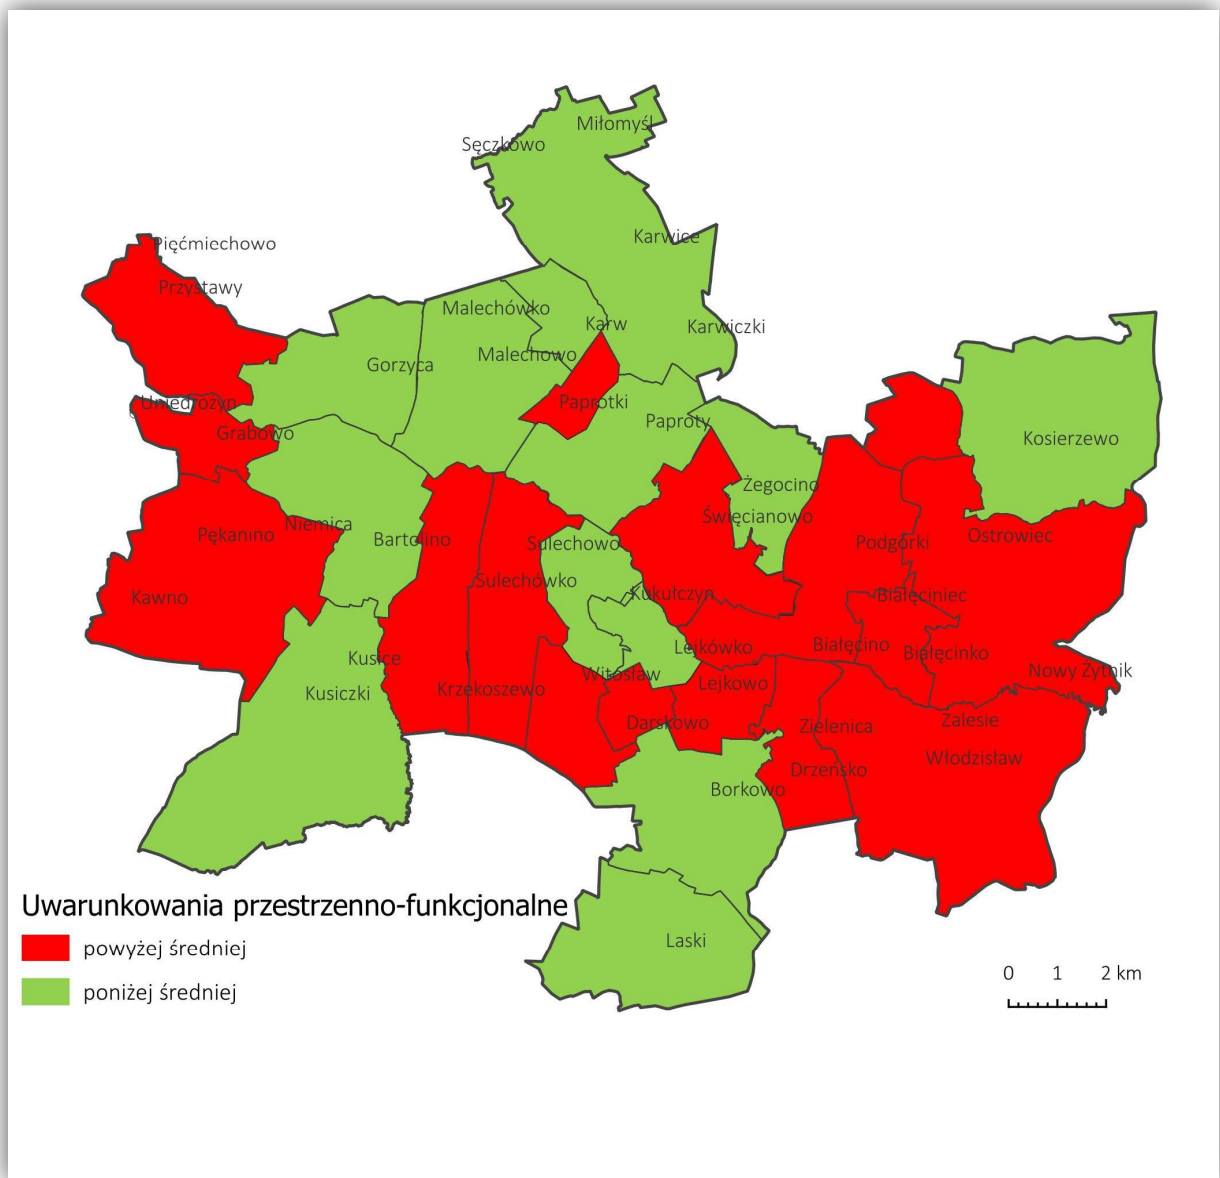 Miłomyśl
Sęczkowo
Karwice
Pięćmiechowo
Przystawy
Malechówko
Karw
Karwiczki
Malechowo
Gorzyca
Paprotki
Uniedrożyn
Paproty
Grabowo
Kosierzewo
Żegocino
Święcianowo
Niemica
Pękanino
Bartolino
Sulechowo
Podgórki
Ostrowiec
Sulechówko
Kukułczyn
Białęciniec
Kawno
Lejkówko
Białęcino
Białęcinko
Kusice
Nowy Żytnik
Witosław
Lejkowo
Krzekoszewo
Kusiczki
Darskowo
Zielenica
Zalesie
Włodzisław
Drzeńsko
Borkowo
Uwarunkowania przestrzenno-funkcjonalne
powyżej średniej
poniżej średniej
Laski
0 1 2 km